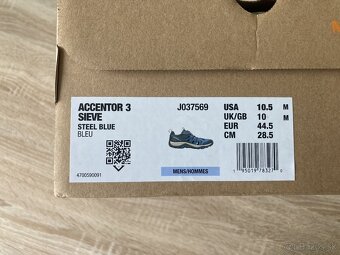 ACCENTOR 3
SIEVE
STEEL BLUE
BLEU
4700590091
J037569
MENS/HOMMES
USA 10.5 M
UK/GB 10 M
EUR 44.5
CM 28.5